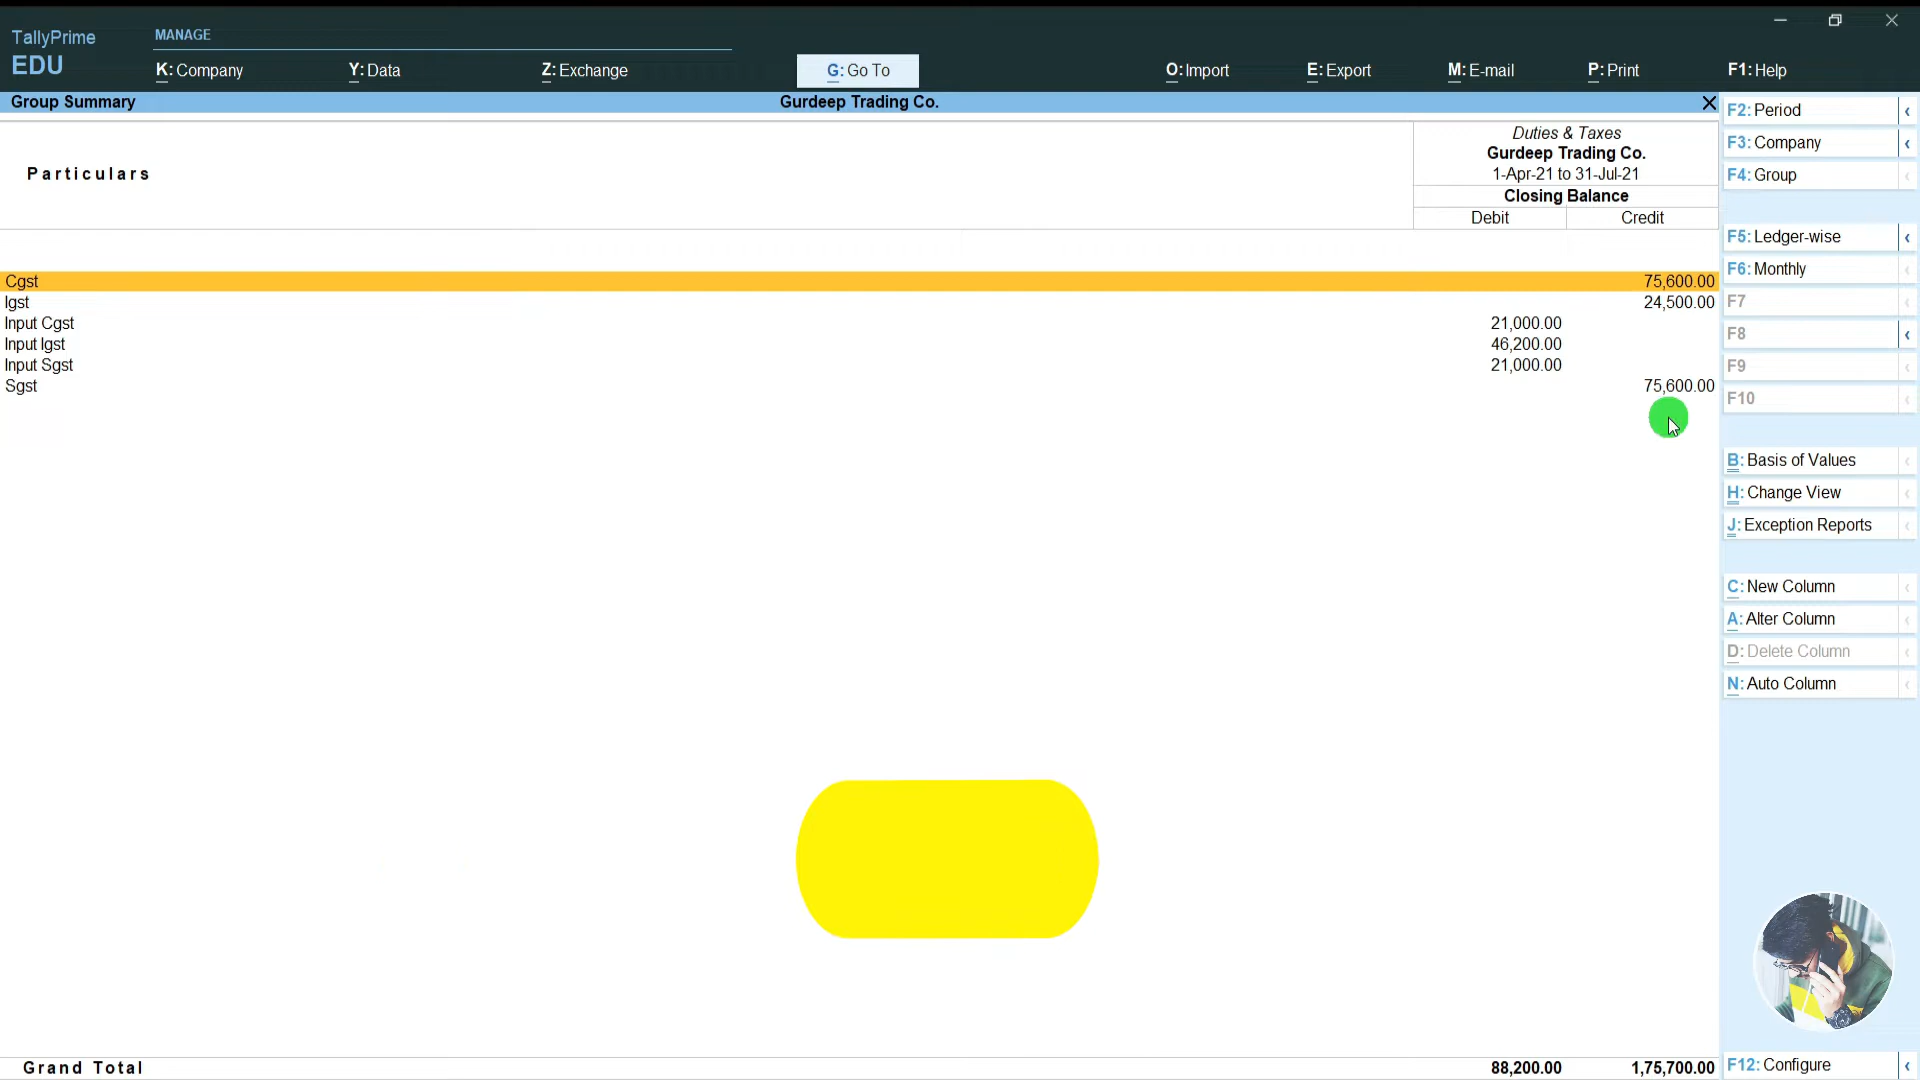 TallyPrime
EDU
MANAGE
K: Company
Y: Data
Z: Exchange
G: Go To
O: Import
E: Export
M: E-mail
P: Print
F1: Help
Group Summary
Gurdeep Trading Co.
X
Particulars
Duties & Taxes
Gurdeep Trading Co.
1-Apr-21 to 31-Jul-21
Closing Balance
Debit Credit
Cgst 75,600.00
Igst 24,500.00
Input Cgst 21,000.00
Input Igst 46,200.00
Input Sgst 21,000.00
Sgst 75,600.00
Grand Total 88,200.00 1,75,700.00
F2: Period
F3: Company
F4: Group
F5: Ledger-wise
F6: Monthly
F7
F8
F9
F10
B: Basis of Values
H: Change View
J: Exception Reports
C: New Column
A: Alter Column
D: Delete Column
N: Auto Column
F12: Configure